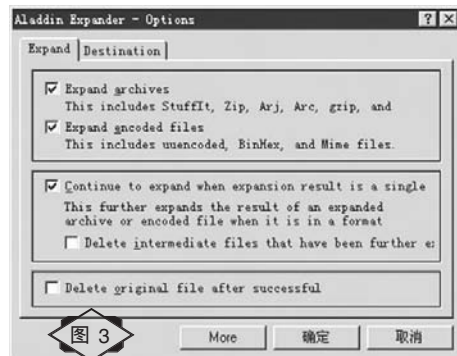 Aladdin Expander - Options
Expand Destination
Expand archives
This includes StuffIt, Zip, Arj, Arc, gzip, and
Expand encoded files
This includes uuencoded, BinHex, and Mime files.
Continue to expand when expansion result is a single
This further expands the result of an expanded
archive or encoded file when it is in a format
Delete intermediate files that have been further e
Delete original file after successful
图 3
More 确定 取消